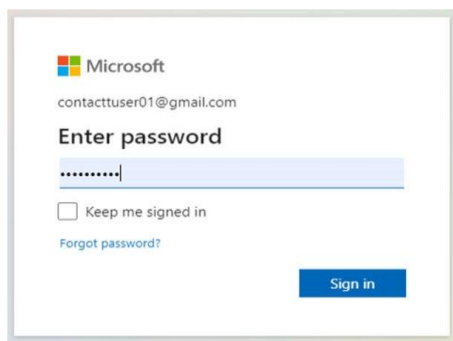 Microsoft
contacttuser01@gmail.com
Enter password
••••••••••
Keep me signed in
Forgot password?
Sign in